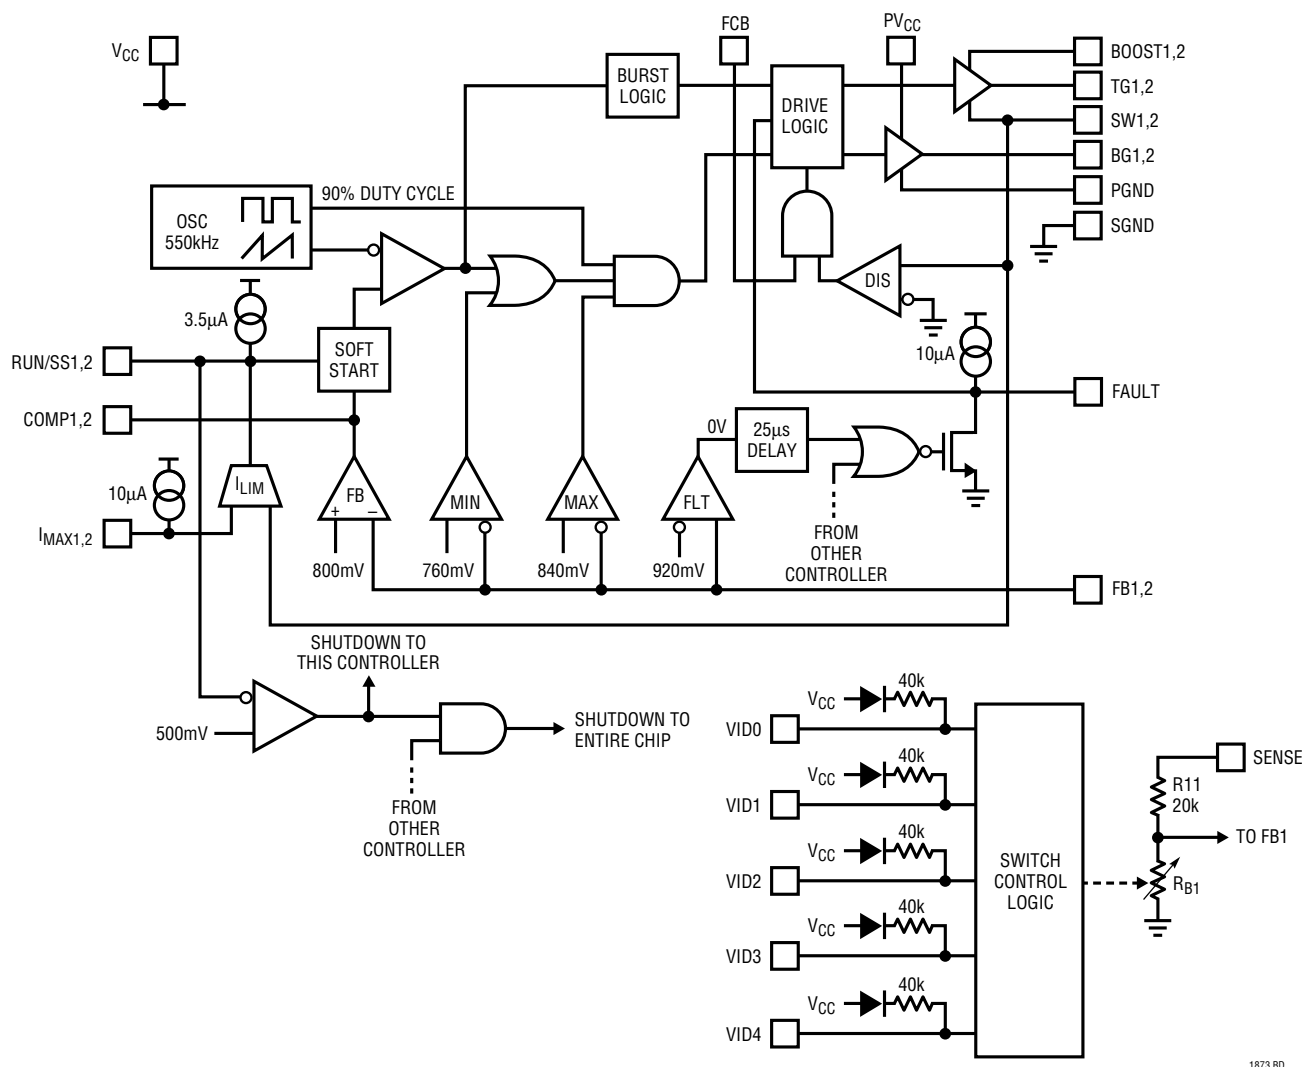 VCC
FCB
PVCC
BOOST1,2
TG1,2
SW1,2
BG1,2
PGND
SGND
BURST
LOGIC
DRIVE
LOGIC
90% DUTY CYCLE
OSC
550kHz
DIS
3.5µA
10µA
RUN/SS1,2
SOFT
START
FAULT
COMP1,2
0V
25µs
DELAY
10µA
ILIM
FB
+
–
MIN
MAX
FLT
IMAX1,2
800mV
760mV
840mV
920mV
FROM
OTHER
CONTROLLER
FB1,2
SHUTDOWN TO
THIS CONTROLLER
500mV
SHUTDOWN TO
ENTIRE CHIP
FROM
OTHER
CONTROLLER
VCC
40k
VID0
VCC
40k
VID1
VCC
40k
VID2
VCC
40k
VID3
VCC
40k
VID4
SWITCH
CONTROL
LOGIC
SENSE
R11
20k
TO FB1
RB1
1873 BD